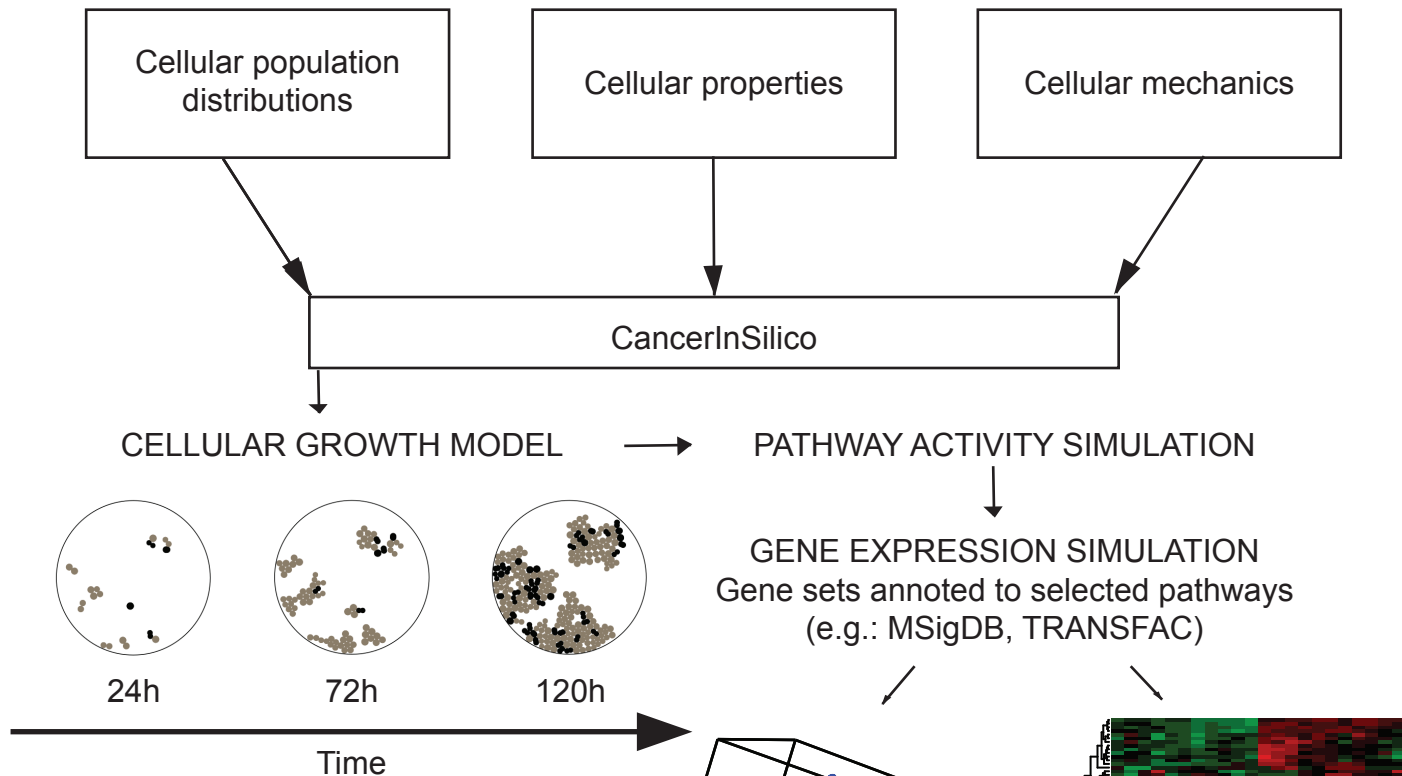 Cellular population
distributions
Cellular properties
Cellular mechanics
CancerInSilico
CELLULAR GROWTH MODEL
PATHWAY ACTIVITY SIMULATION
GENE EXPRESSION SIMULATION
Gene sets annoted to selected pathways
(e.g.: MSigDB, TRANSFAC)
24h
72h
120h
Time